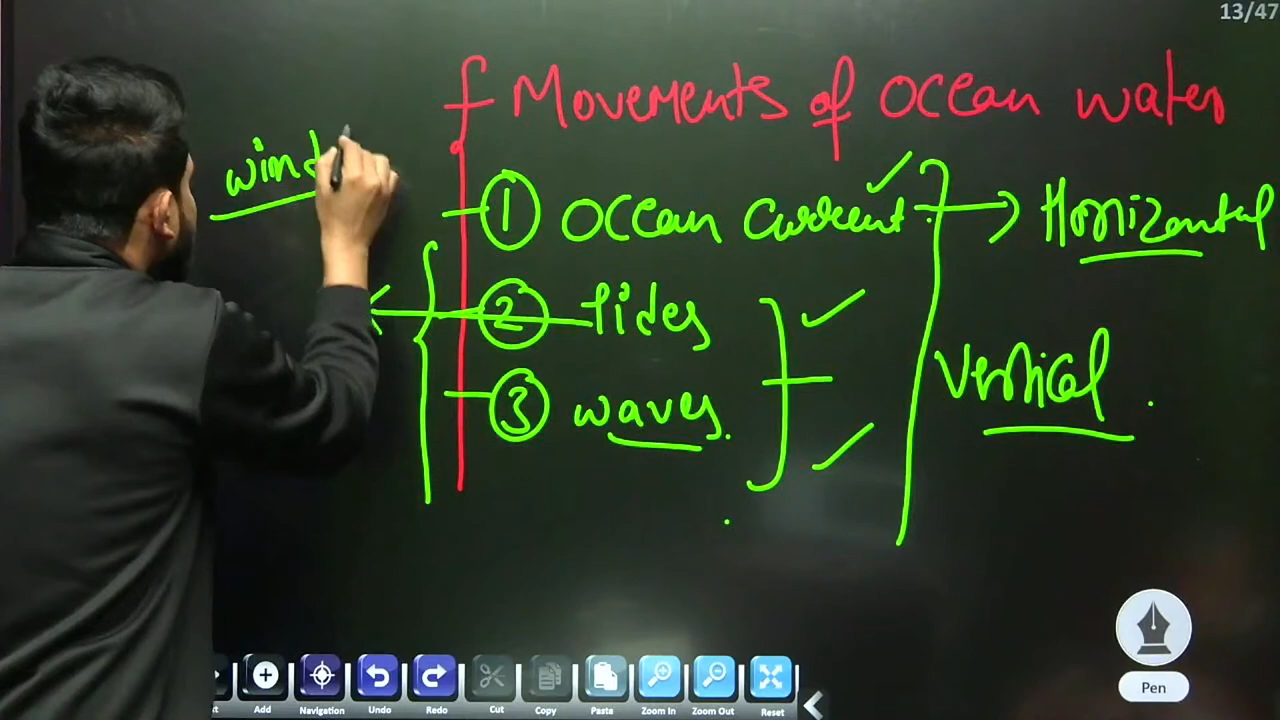 13/47
Movements of Ocean water
wind
① Ocean current. → Horizontal
② Tides
③ waves.
Vertical.
Pen
Add Navigation Undo Redo Cut Copy Paste Zoom In Zoom Out Reset